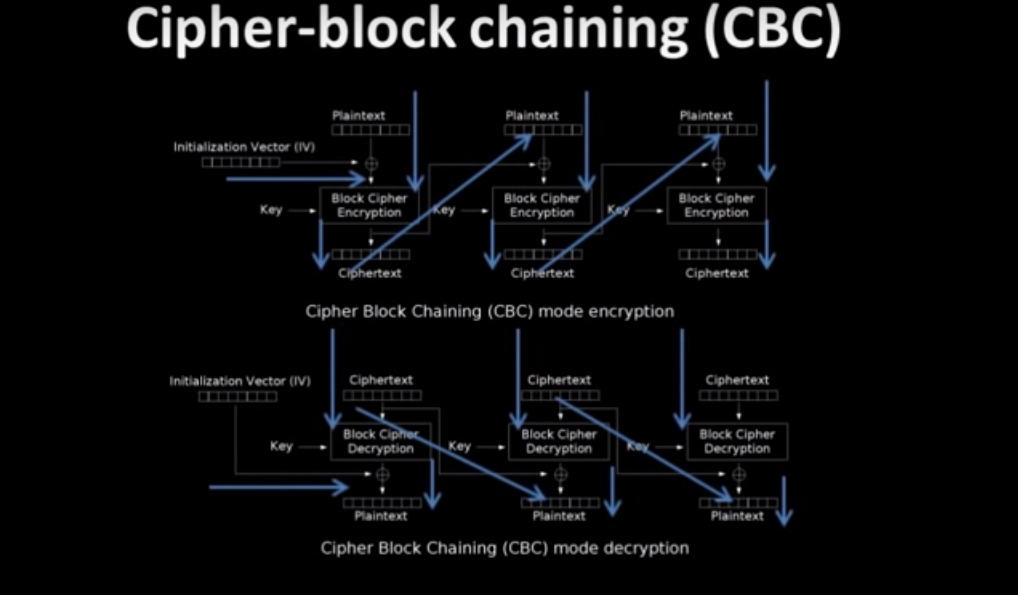 Cipher-block chaining (CBC)
Plaintext
Plaintext
Plaintext
Initialization Vector (IV)
Key
Block Cipher
Encryption
Key
Block Cipher
Encryption
Key
Block Cipher
Encryption
Ciphertext
Ciphertext
Ciphertext
Cipher Block Chaining (CBC) mode encryption
Initialization Vector (IV)
Ciphertext
Ciphertext
Ciphertext
Key
Block Cipher
Decryption
Key
Block Cipher
Decryption
Key
Block Cipher
Decryption
Plaintext
Plaintext
Plaintext
Cipher Block Chaining (CBC) mode decryption